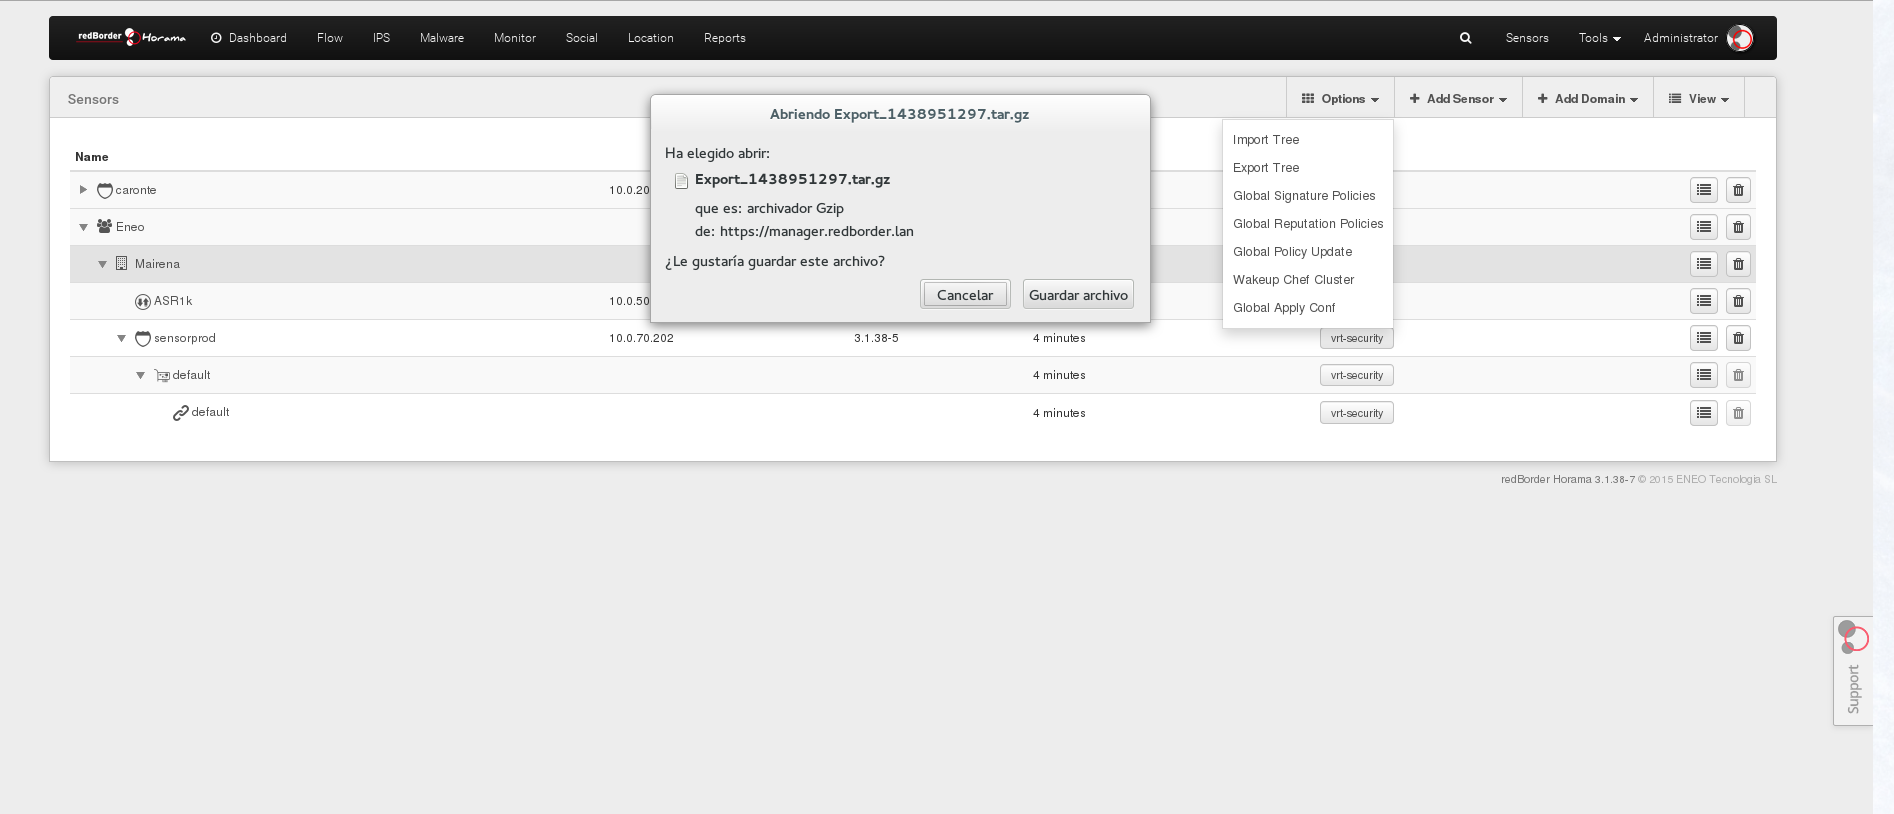 redBorder Horama Dashboard Flow IPS Malware Monitor Social Location Reports Sensors Tools Administrator
Sensors Options Add Sensor Add Domain View
Abriendo Export_1438951297.tar.gz
Ha elegido abrir:
Export_1438951297.tar.gz
que es: archivador Gzip
de: https://manager.redborder.lan
¿Le gustaría guardar este archivo?
Cancelar Guardar archivo
Import Tree
Export Tree
Global Signature Policies
Global Reputation Policies
Global Policy Update
Wakeup Chef Cluster
Global Apply Conf
Name
caronte 10.0.20
Eneo
Mairena
ASR1k 10.0.50
sensorprod 10.0.70.202 3.1.38-5 4 minutes vrt-security
default 4 minutes vrt-security
default 4 minutes vrt-security
redBorder Horama 3.1.38-7 © 2015 ENEO Tecnologia SL
Support